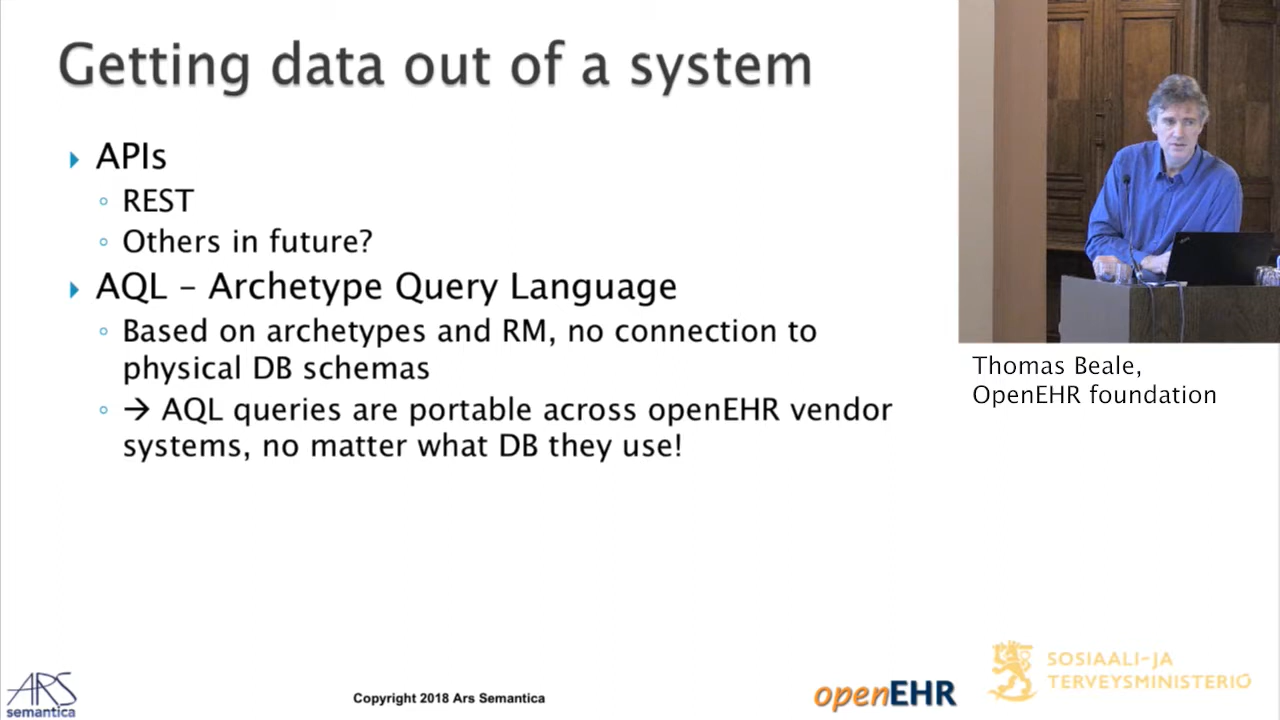 Getting data out of a system
APIs
REST
Others in future?
AQL – Archetype Query Language
Based on archetypes and RM, no connection to
physical DB schemas
→ AQL queries are portable across openEHR vendor
systems, no matter what DB they use!
Thomas Beale,
OpenEHR foundation
ARS
semantica
Copyright 2018 Ars Semantica
openEHR
SOSIAALI-JA
TERVEYSMINISTERIÖ